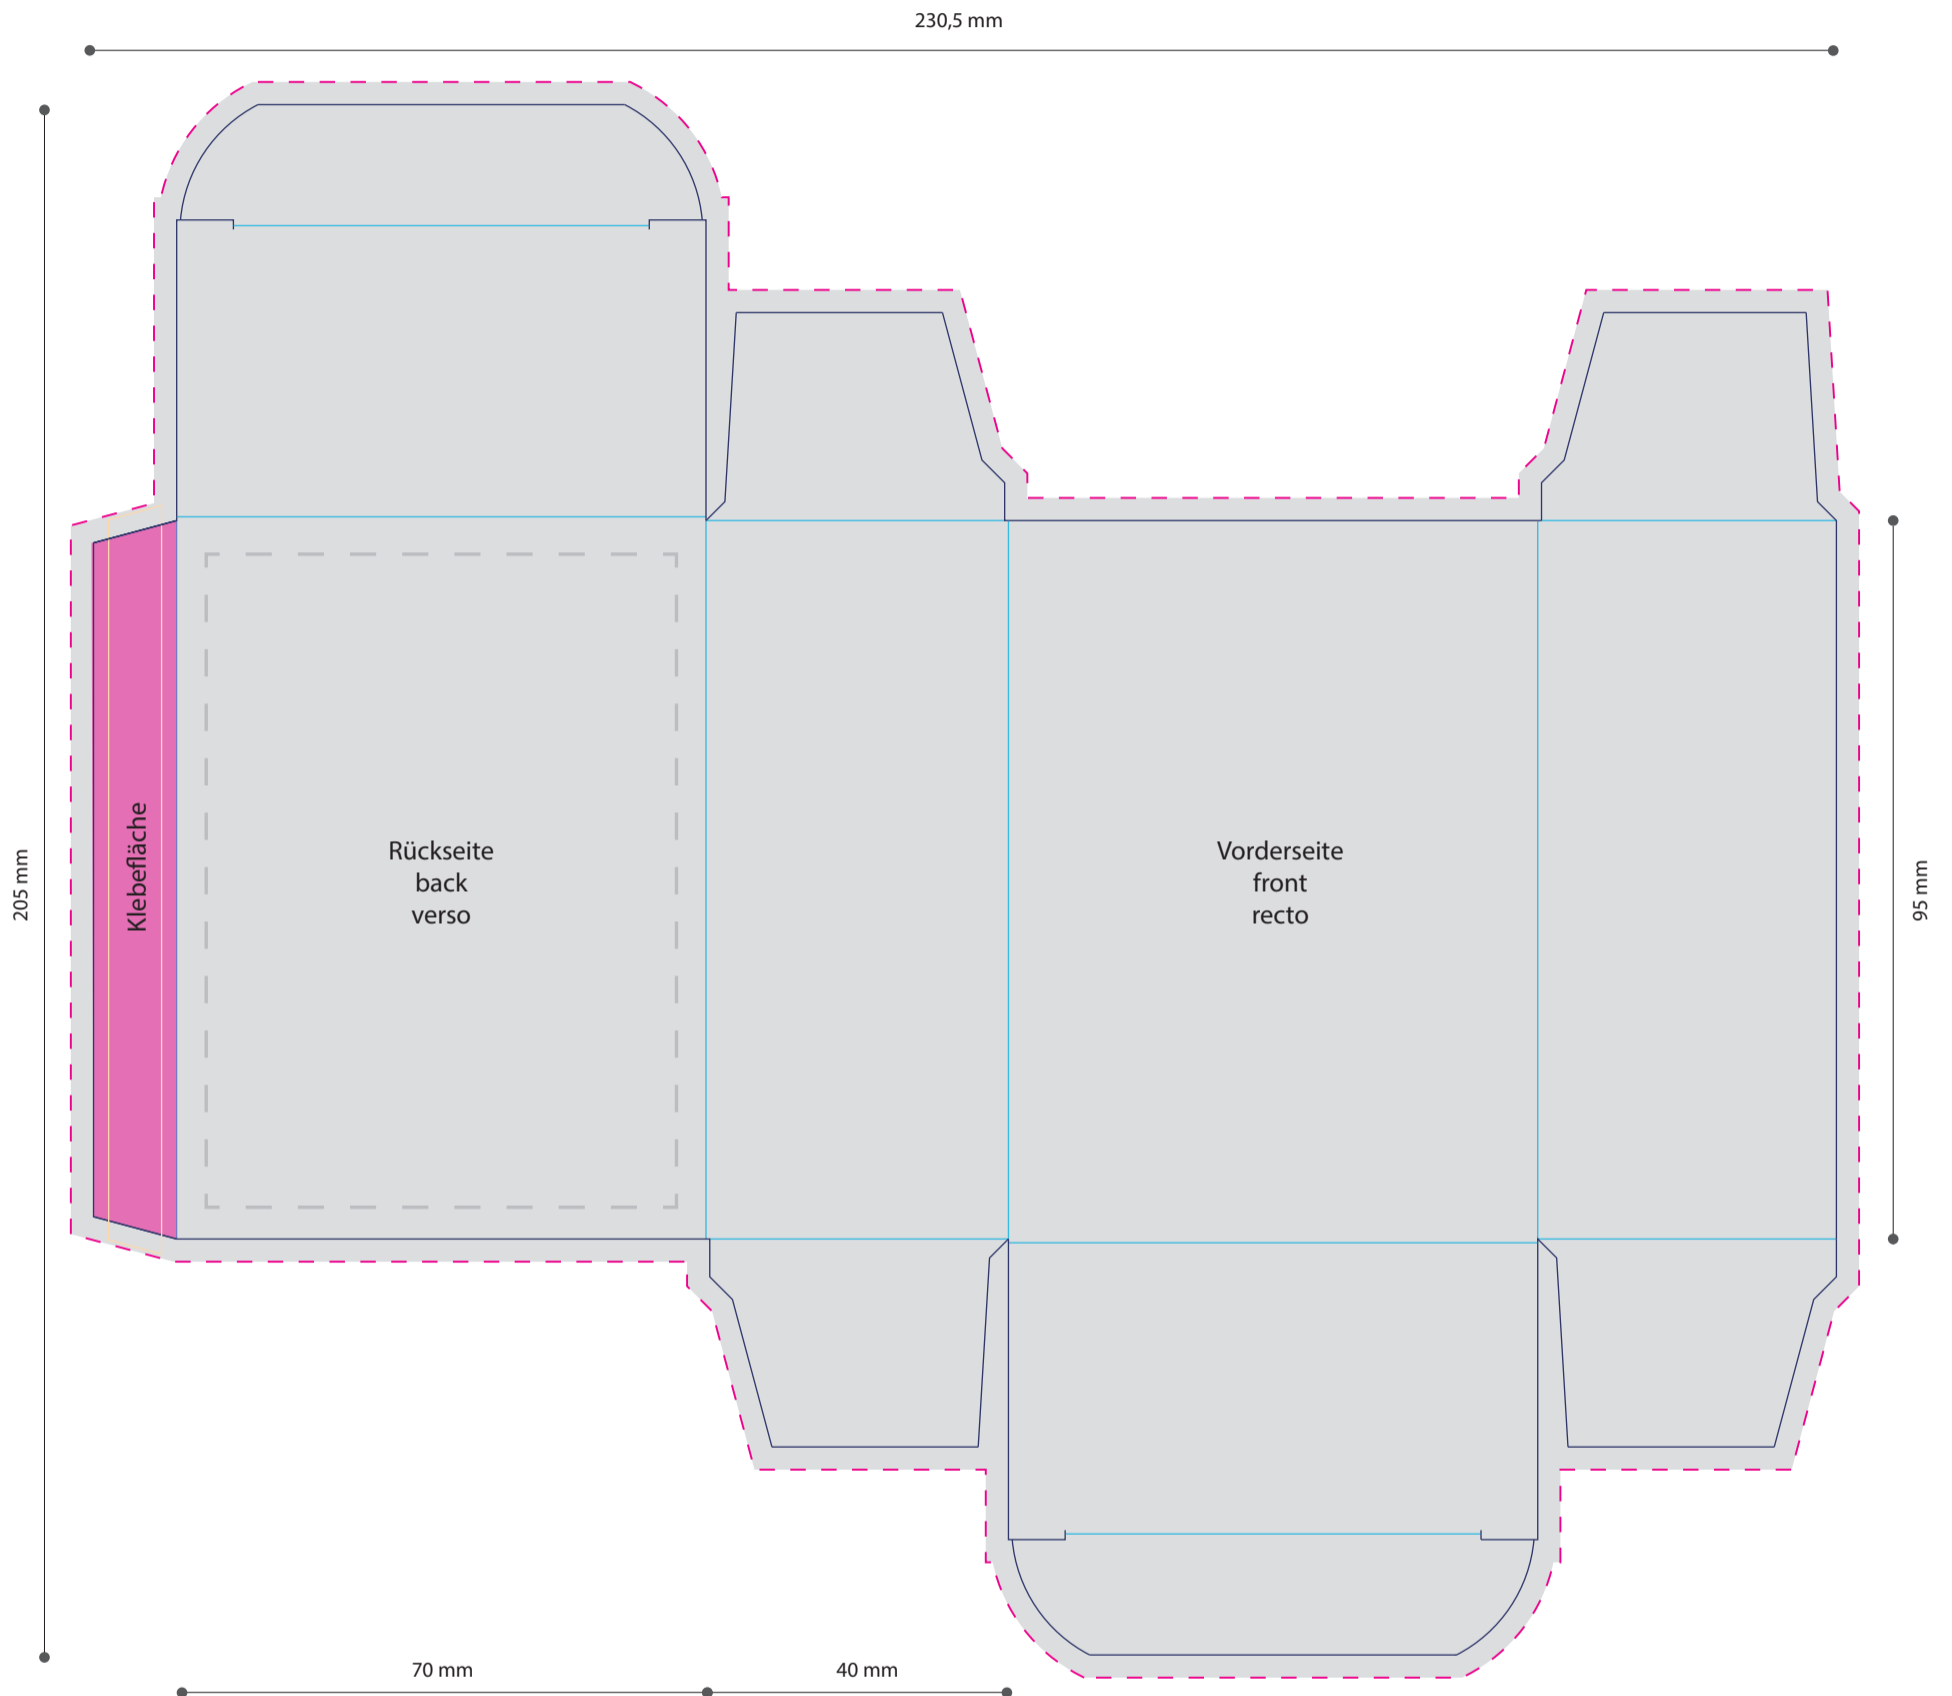 230,5 mm
205 mm
Klebefläche
Rückseite
back
verso
Vorderseite
front
recto
95 mm
70 mm
40 mm